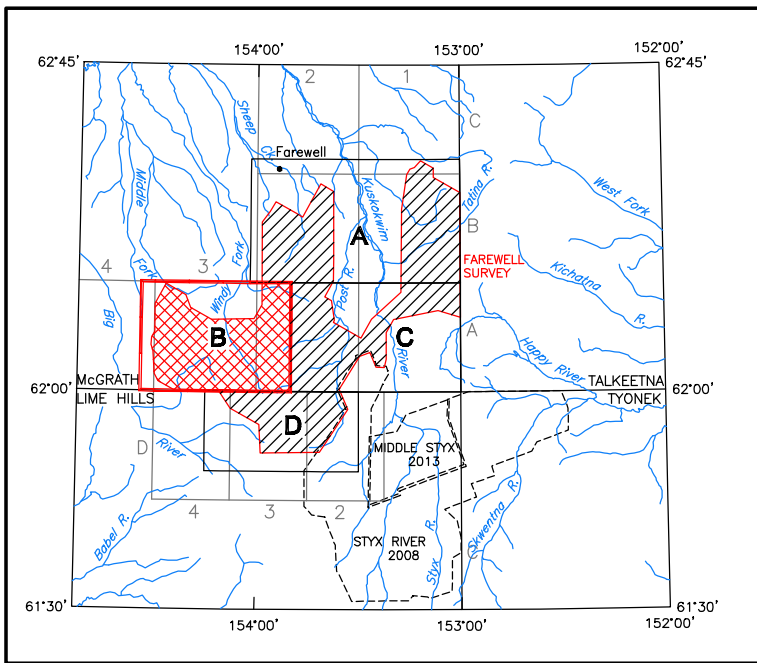 154°00' 153°00' 152°00'
62°45' 62°45'
2 1
Sheep
Ck
C
Farewell
Middle
Kuskokwim
Tatina R.
West Fork
B
A
FAREWELL
SURVEY
4 3
Fork
Windy
Fork
Post R.
Kichatna
R.
Big
B
C
A
River
Happy River
McGRATH
62°00'
LIME HILLS
TALKEETNA
62°00'
TYONEK
D
D
River
MIDDLE STYX
2013
4 3 2
Babel R.
STYX RIVER
2008
Styx R.
Skwentna R.
C
61°30' 61°30'
154°00' 153°00' 152°00'